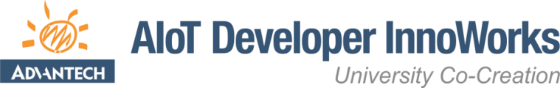 AIoT Developer InnoWorks
ADVANTECH
University Co-Creation